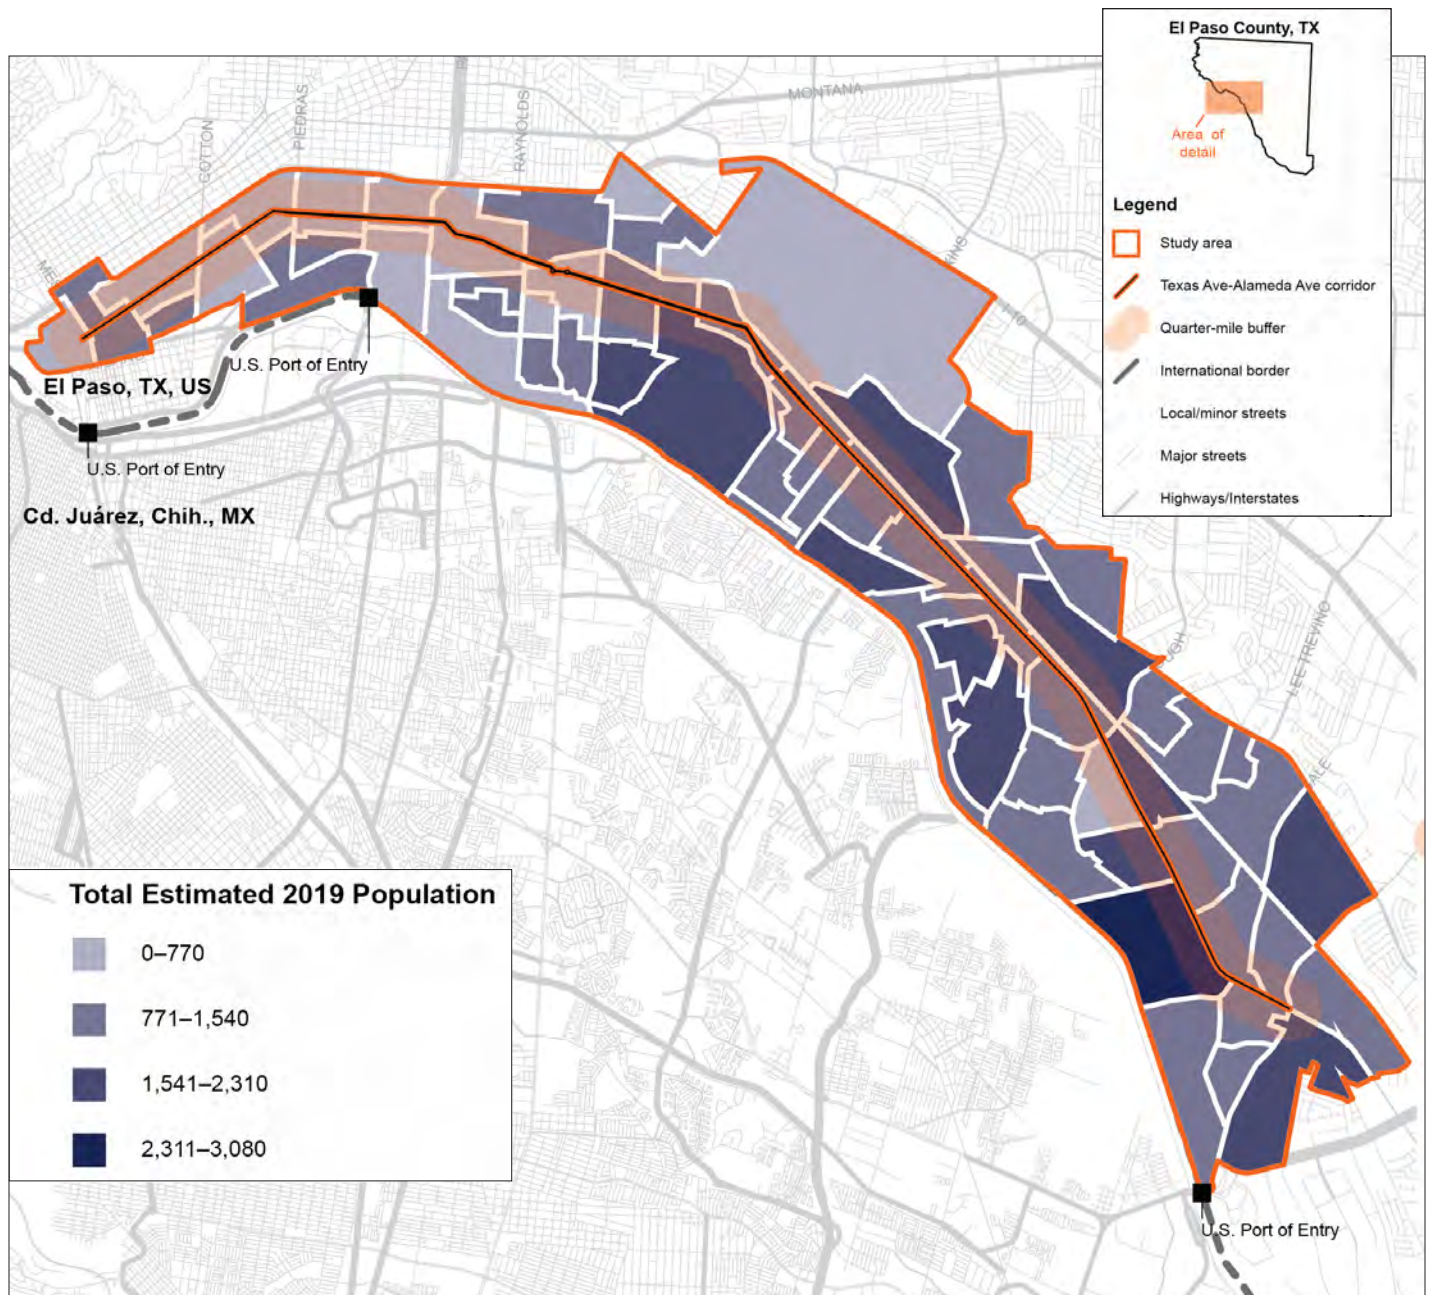 El Paso County, TX
Area of
detail
Legend
Study area
Texas Ave-Alameda Ave corridor
Quarter-mile buffer
International border
Local/minor streets
Major streets
Highways/Interstates
MONTANA
PIEDRAS
RAYNOLDS
COTTON
I-10
U.S. Port of Entry
El Paso, TX, US
U.S. Port of Entry
Cd. Juárez, Chih., MX
LEE TREVINO
Total Estimated 2019 Population
0–770
771–1,540
1,541–2,310
2,311–3,080
U.S. Port of Entry